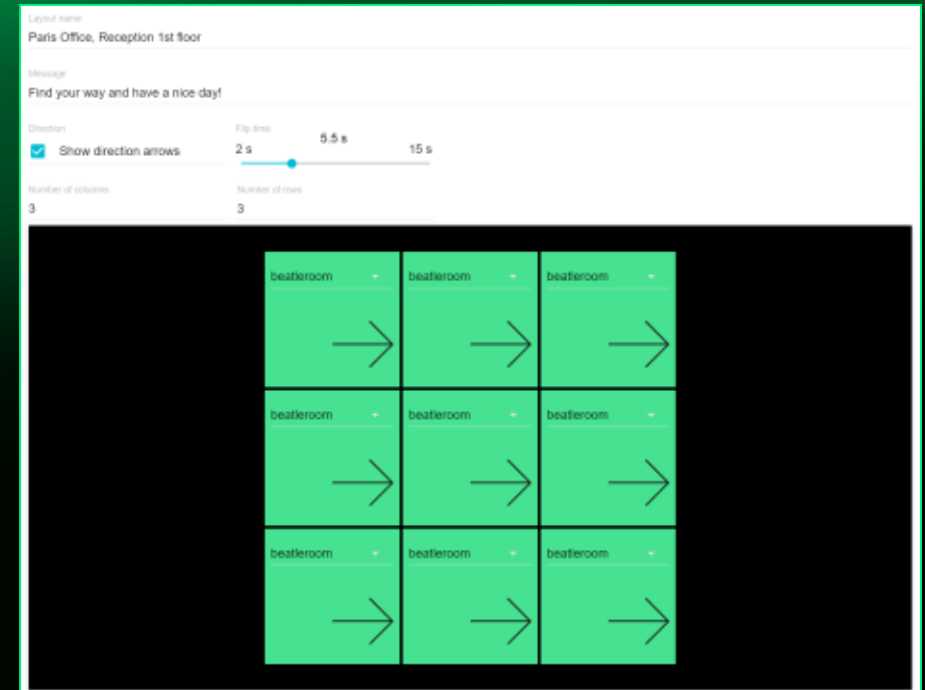 Layout name
Paris Office, Reception 1st floor
Message
Find your way and have a nice day!
Direction
Flip time
Show direction arrows
2 s
5.5 s
15 s
Number of columns
Number of rows
3
3
beatleroom beatleroom beatleroom
beatleroom beatleroom beatleroom
beatleroom beatleroom beatleroom